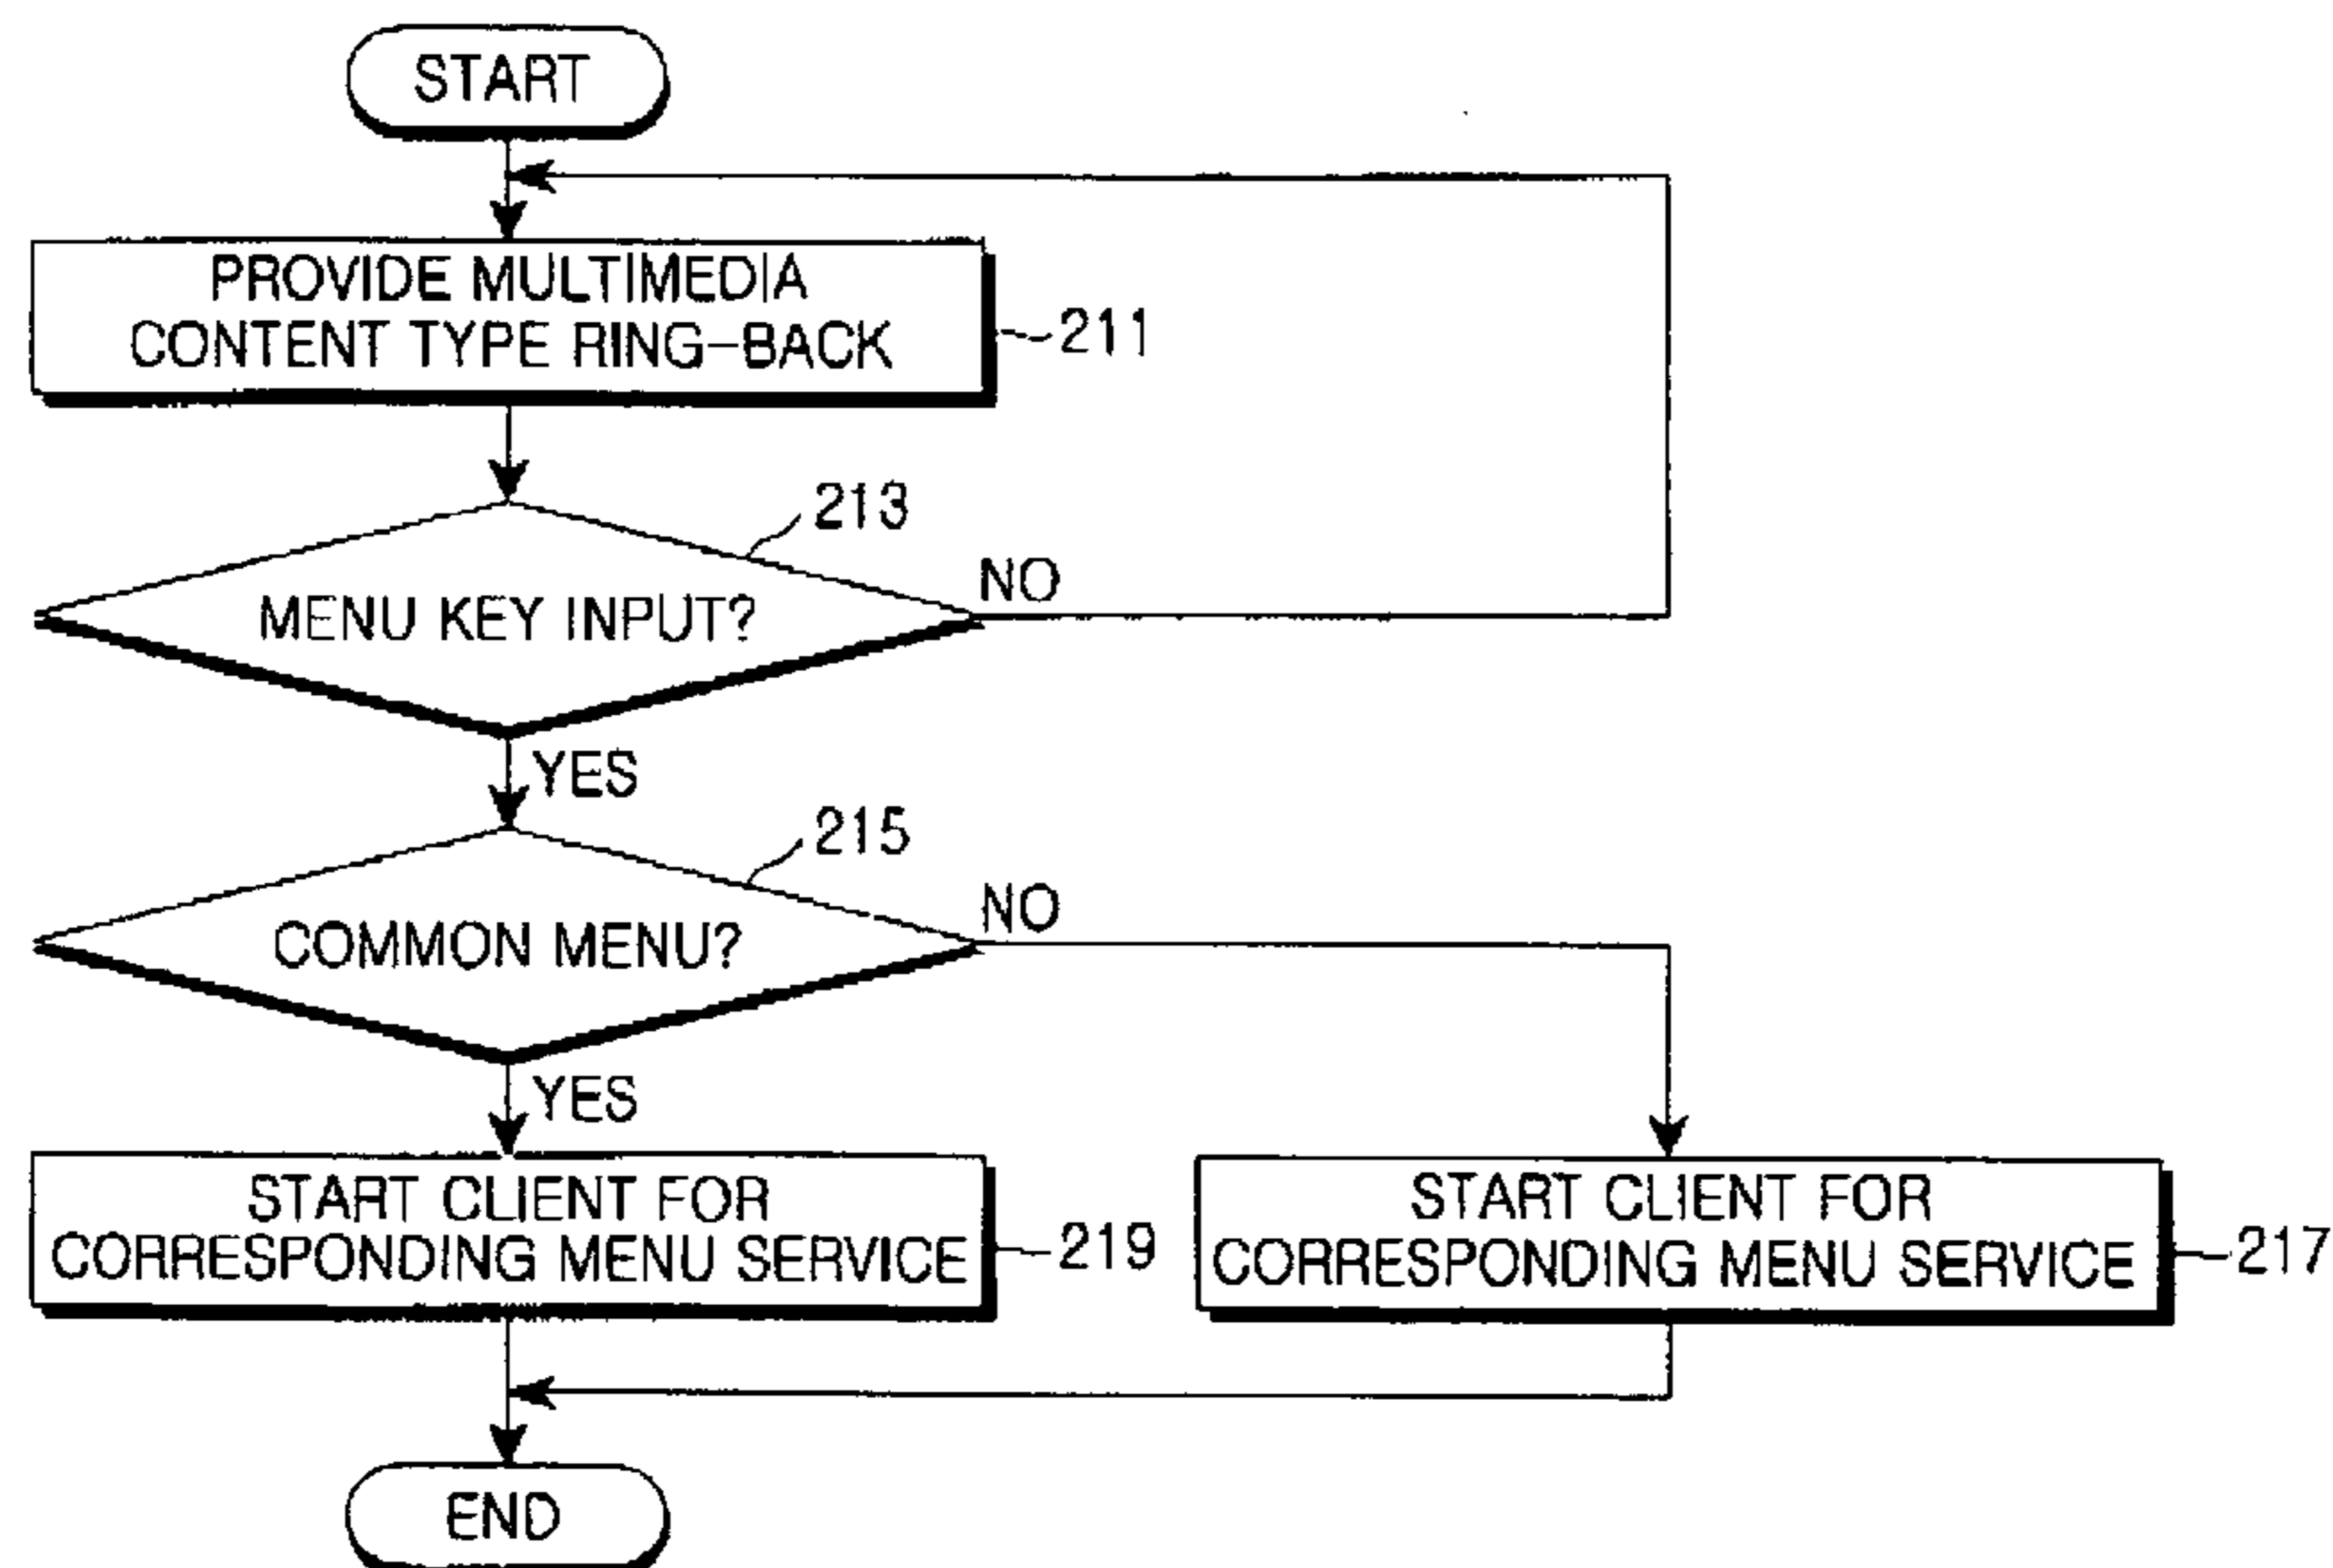 START
PROVIDE MULTIMEDIA
CONTENT TYPE RING-BACK
211
213
MENU KEY INPUT?
NO
YES
215
COMMON MENU?
NO
YES
START CLIENT FOR
CORRESPONDING MENU SERVICE
219
START CLIENT FOR
CORRESPONDING MENU SERVICE
217
END